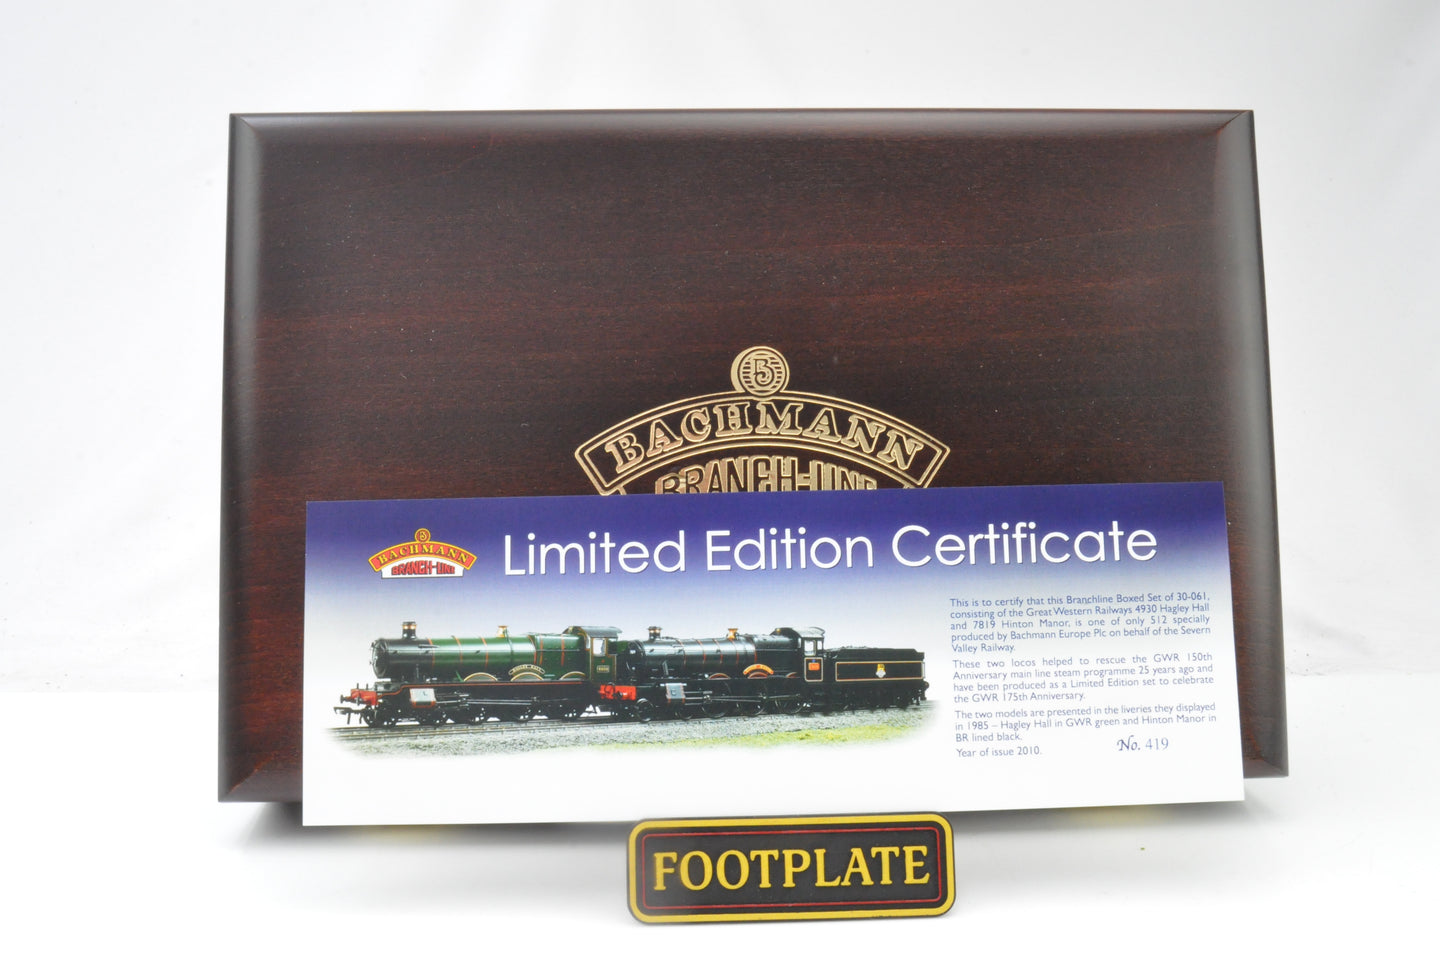 B
BACHMANN
BRANCH-LINE
B
BACHMANN
BRANCH-LINE
Limited Edition Certificate
This is to certify that this Branchline Boxed Set of 30-061,
consisting of the Great Western Railways 4930 Hagley Hall
and 7819 Hinton Manor, is one of only 512 specially
produced by Bachmann Europe Plc on behalf of the Severn
Valley Railway.
These two locos helped to rescue the GWR 150th
Anniversary main line steam programme 25 years ago and
have been produced as a Limited Edition set to celebrate
the GWR 175th Anniversary.
The two models are presented in the liveries they displayed
in 1985 – Hagley Hall in GWR green and Hinton Manor in
BR lined black.
Year of issue 2010.
No. 419
FOOTPLATE